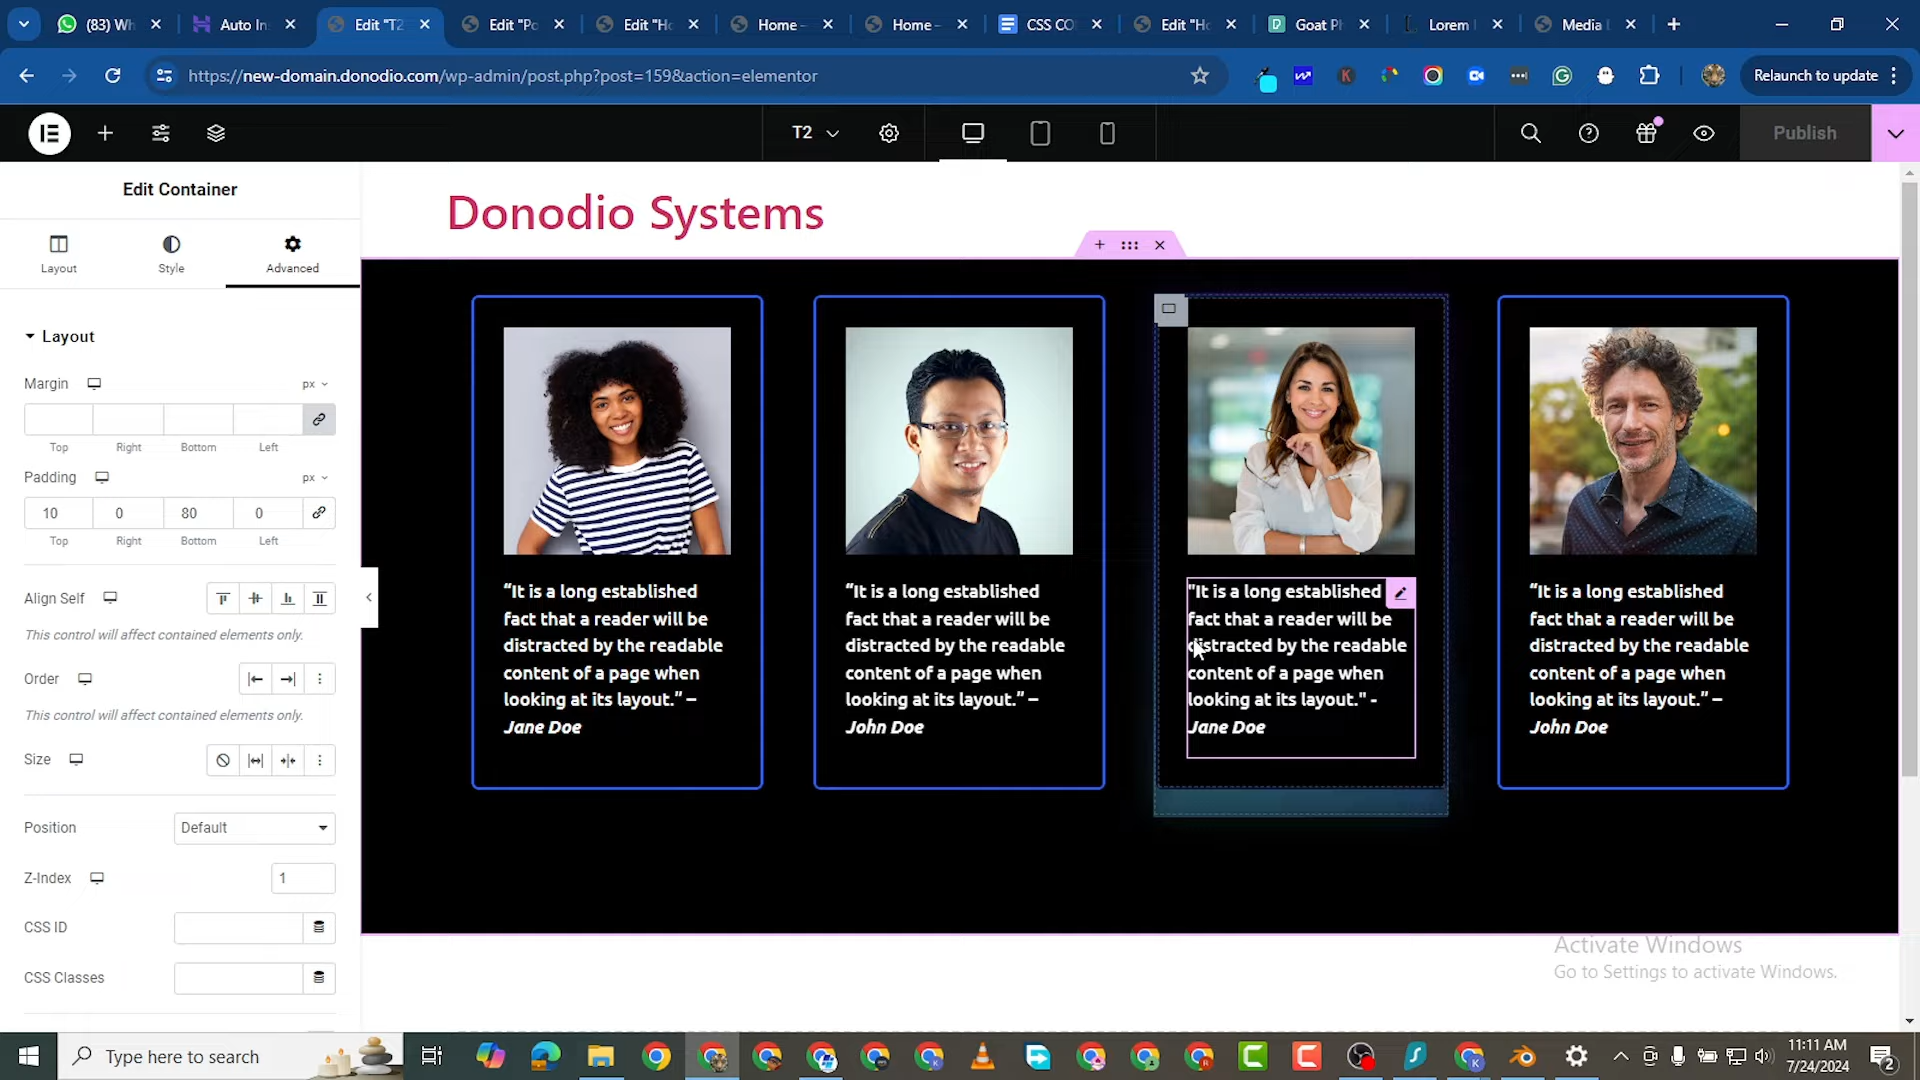 (83) Wh
Auto In
Edit "T2
Edit "Po
Edit "Ho
Home –
Home –
CSS CO
Edit "Ho
Goat Ph
Lorem I
Media
https://new-domain.donodio.com/wp-admin/post.php?post=159&action=elementor
Relaunch to update
T2
Publish
Edit Container
Layout
Style
Advanced
Layout
Margin
px
Top Right Bottom Left
Padding
px
10 0 80 0
Top Right Bottom Left
Align Self
This control will affect contained elements only.
Order
This control will affect contained elements only.
Size
Position
Default
Z-Index
1
CSS ID
CSS Classes
Donodio Systems
“It is a long established
fact that a reader will be
distracted by the readable
content of a page when
looking at its layout.” –
Jane Doe
“It is a long established
fact that a reader will be
distracted by the readable
content of a page when
looking at its layout.” –
John Doe
"It is a long established
fact that a reader will be
distracted by the readable
content of a page when
looking at its layout." -
Jane Doe
“It is a long established
fact that a reader will be
distracted by the readable
content of a page when
looking at its layout.” –
John Doe
Activate Windows
Go to Settings to activate Windows.
Type here to search
11:11 AM
7/24/2024
2